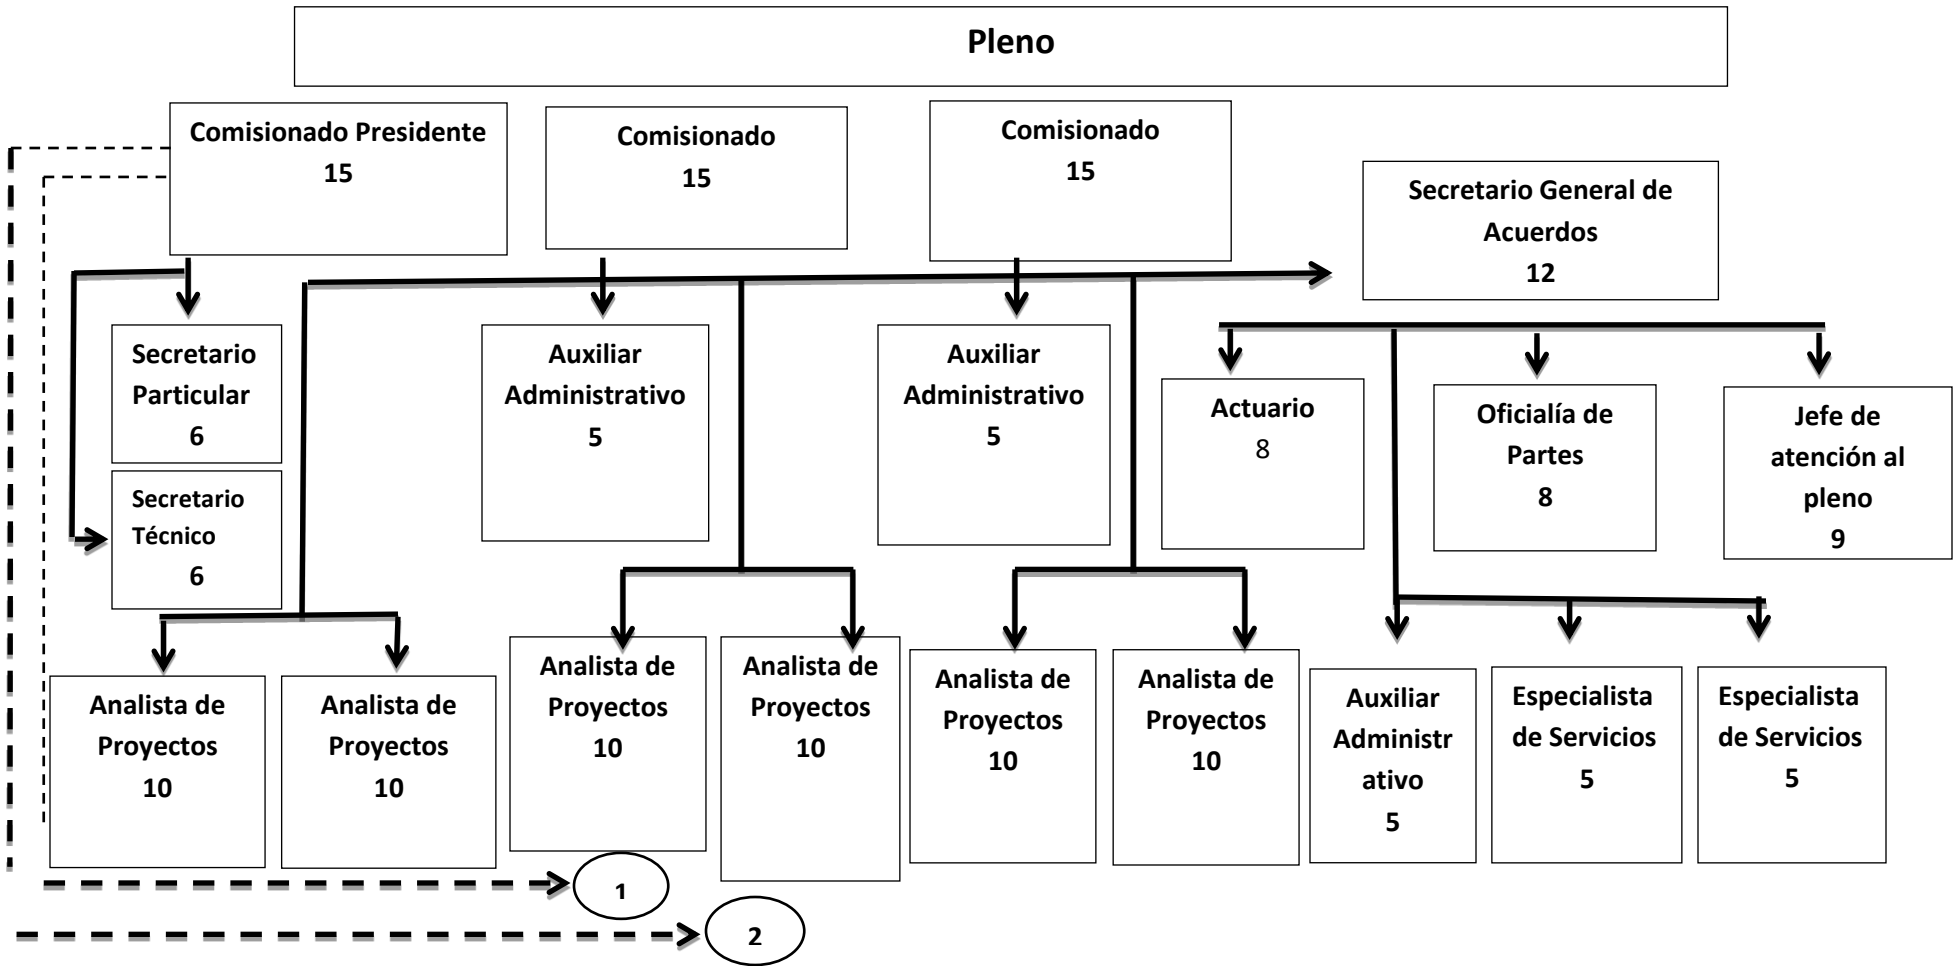 Pleno
Comisionado Presidente
15
Comisionado
15
Comisionado
15
Secretario General de
Acuerdos
12
Secretario
Particular
6
Auxiliar
Administrativo
5
Auxiliar
Administrativo
5
Actuario
8
Oficialía de
Partes
8
Jefe de
atención al
pleno
9
Secretario
Técnico
6
Analista de
Proyectos
10
Analista de
Proyectos
10
Analista de
Proyectos
10
Analista de
Proyectos
10
Analista de
Proyectos
10
Analista de
Proyectos
10
Auxiliar
Administr
ativo
5
Especialista
de Servicios
5
Especialista
de Servicios
5
1
2